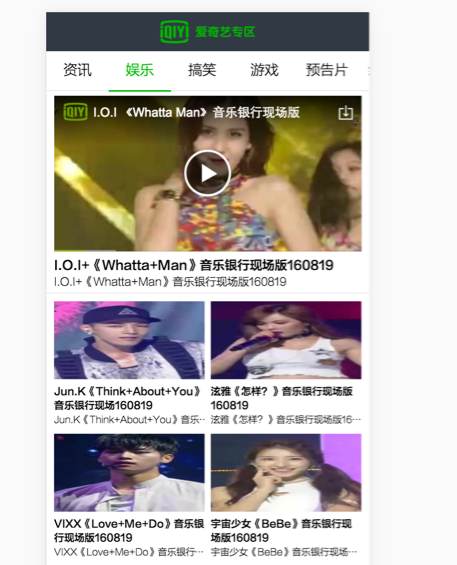 iQIYI 爱奇艺专区
资讯 娱乐 搞笑 游戏 预告片
iQIYI I.O.I 《Whatta Man》音乐银行现场版
I.O.I+《Whatta+Man》音乐银行现场版160819
I.O.I+《Whatta+Man》音乐银行现场版160819
Jun.K《Think+About+You》
音乐银行现场160819
Jun.K《Think+About+You》音乐···
泫雅《怎样？》音乐银行现场版
160819
泫雅《怎样？》音乐银行现场版16···
VIXX《Love+Me+Do》音乐银
行现场版160819
VIXX《Love+Me+Do》音乐银行···
宇宙少女《BeBe》音乐银行现
场版160819
宇宙少女《BeBe》音乐银行现场···